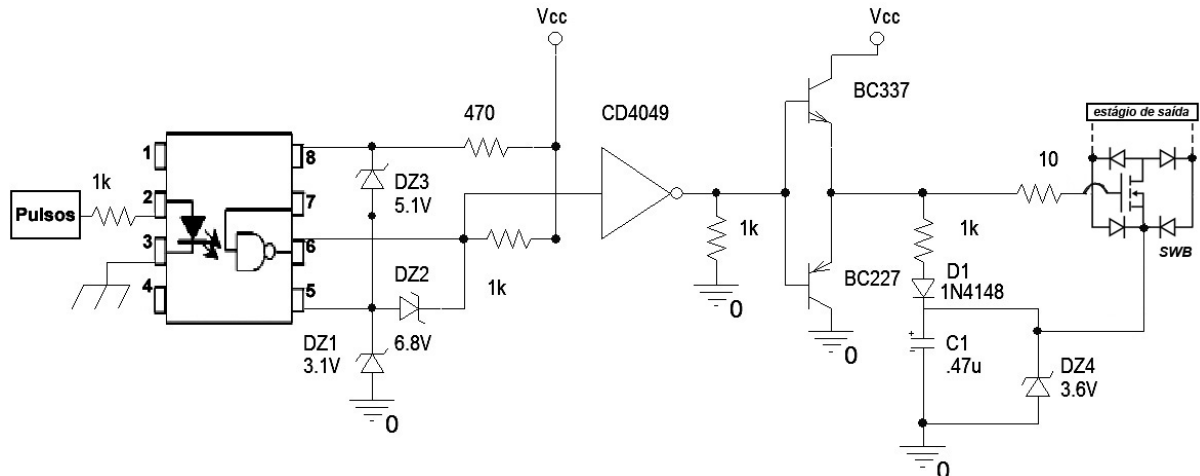 Vcc
Vcc
BC337
470
CD4049
estágio de saída
1
8
1k
DZ3
5.1V
10
Pulsos
2
7
3
6
1k
1k
SWB
4
5
DZ2
1k
BC227
D1
1N4148
0
DZ1
3.1V
6.8V
+
-
C1
.47u
DZ4
3.6V
0
0
0